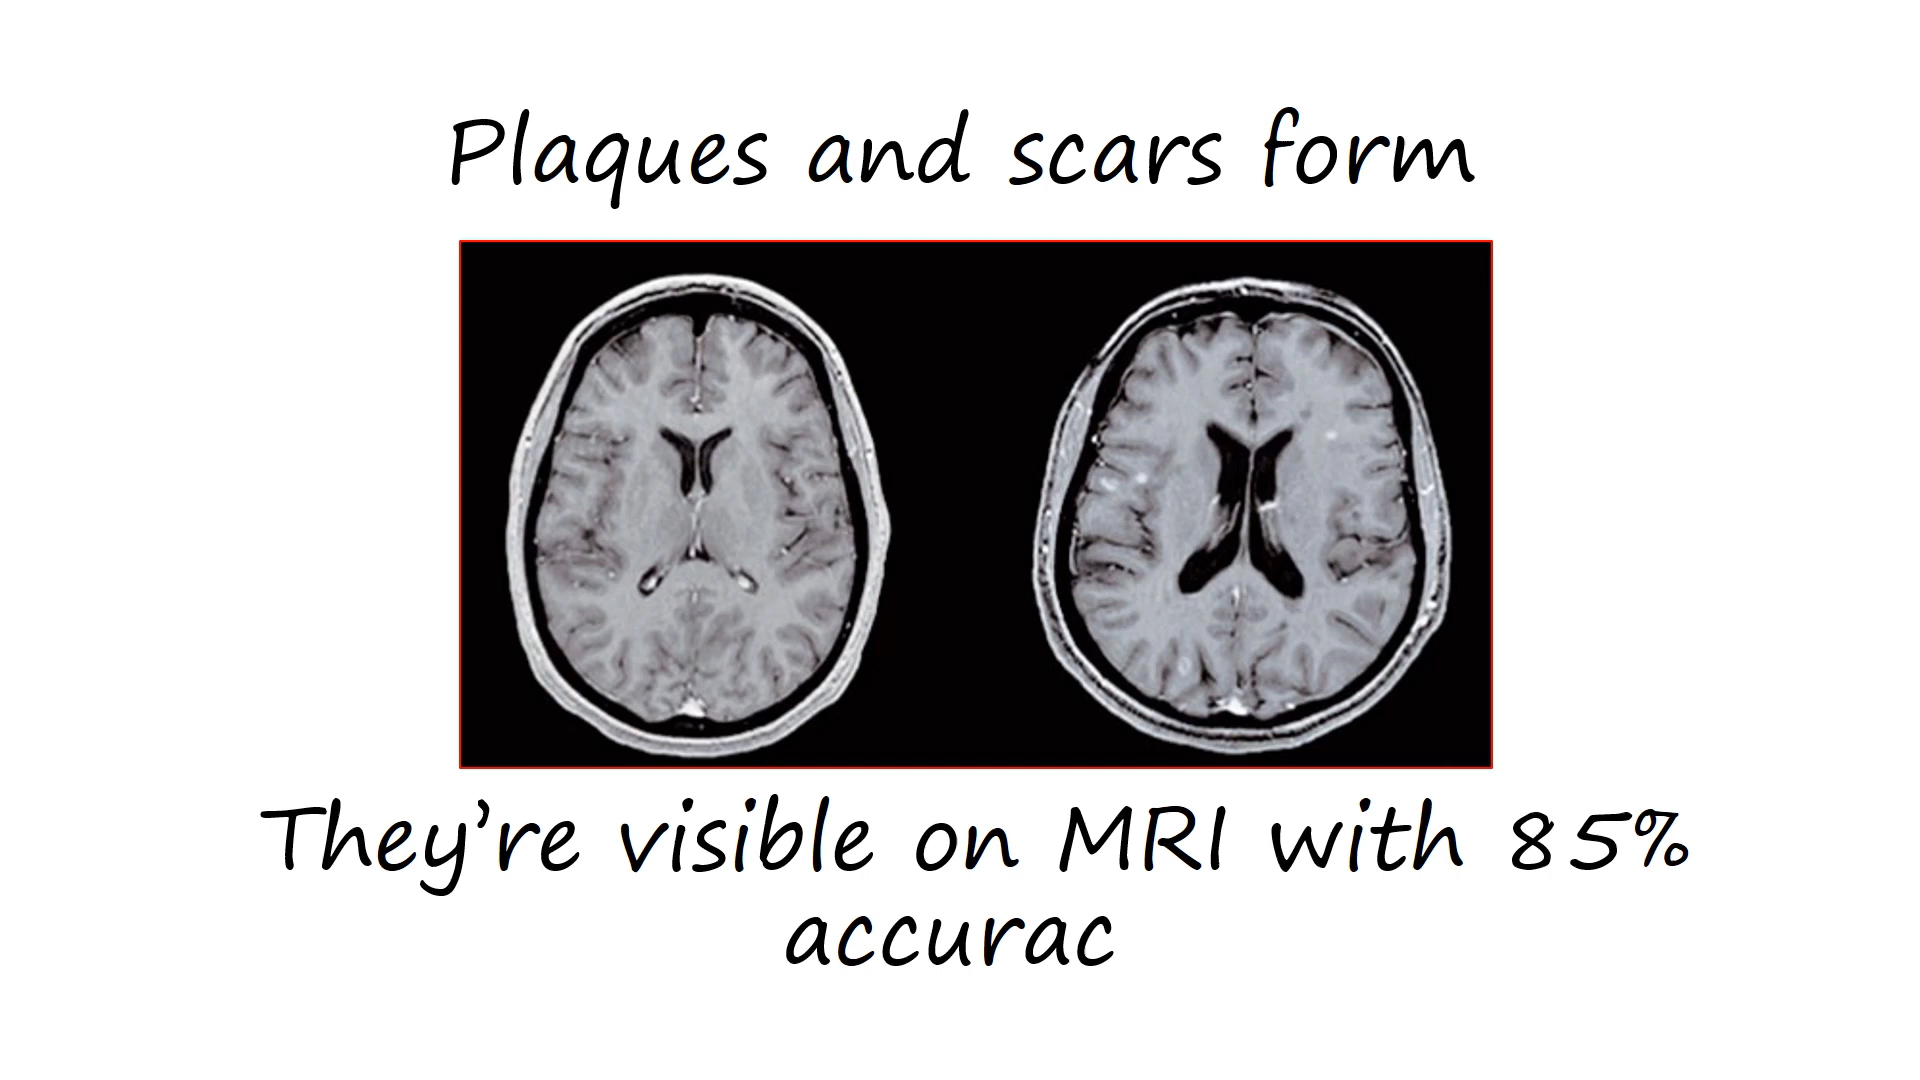 Plaques and scars form
They’re visible on MRI with 85%
accurac